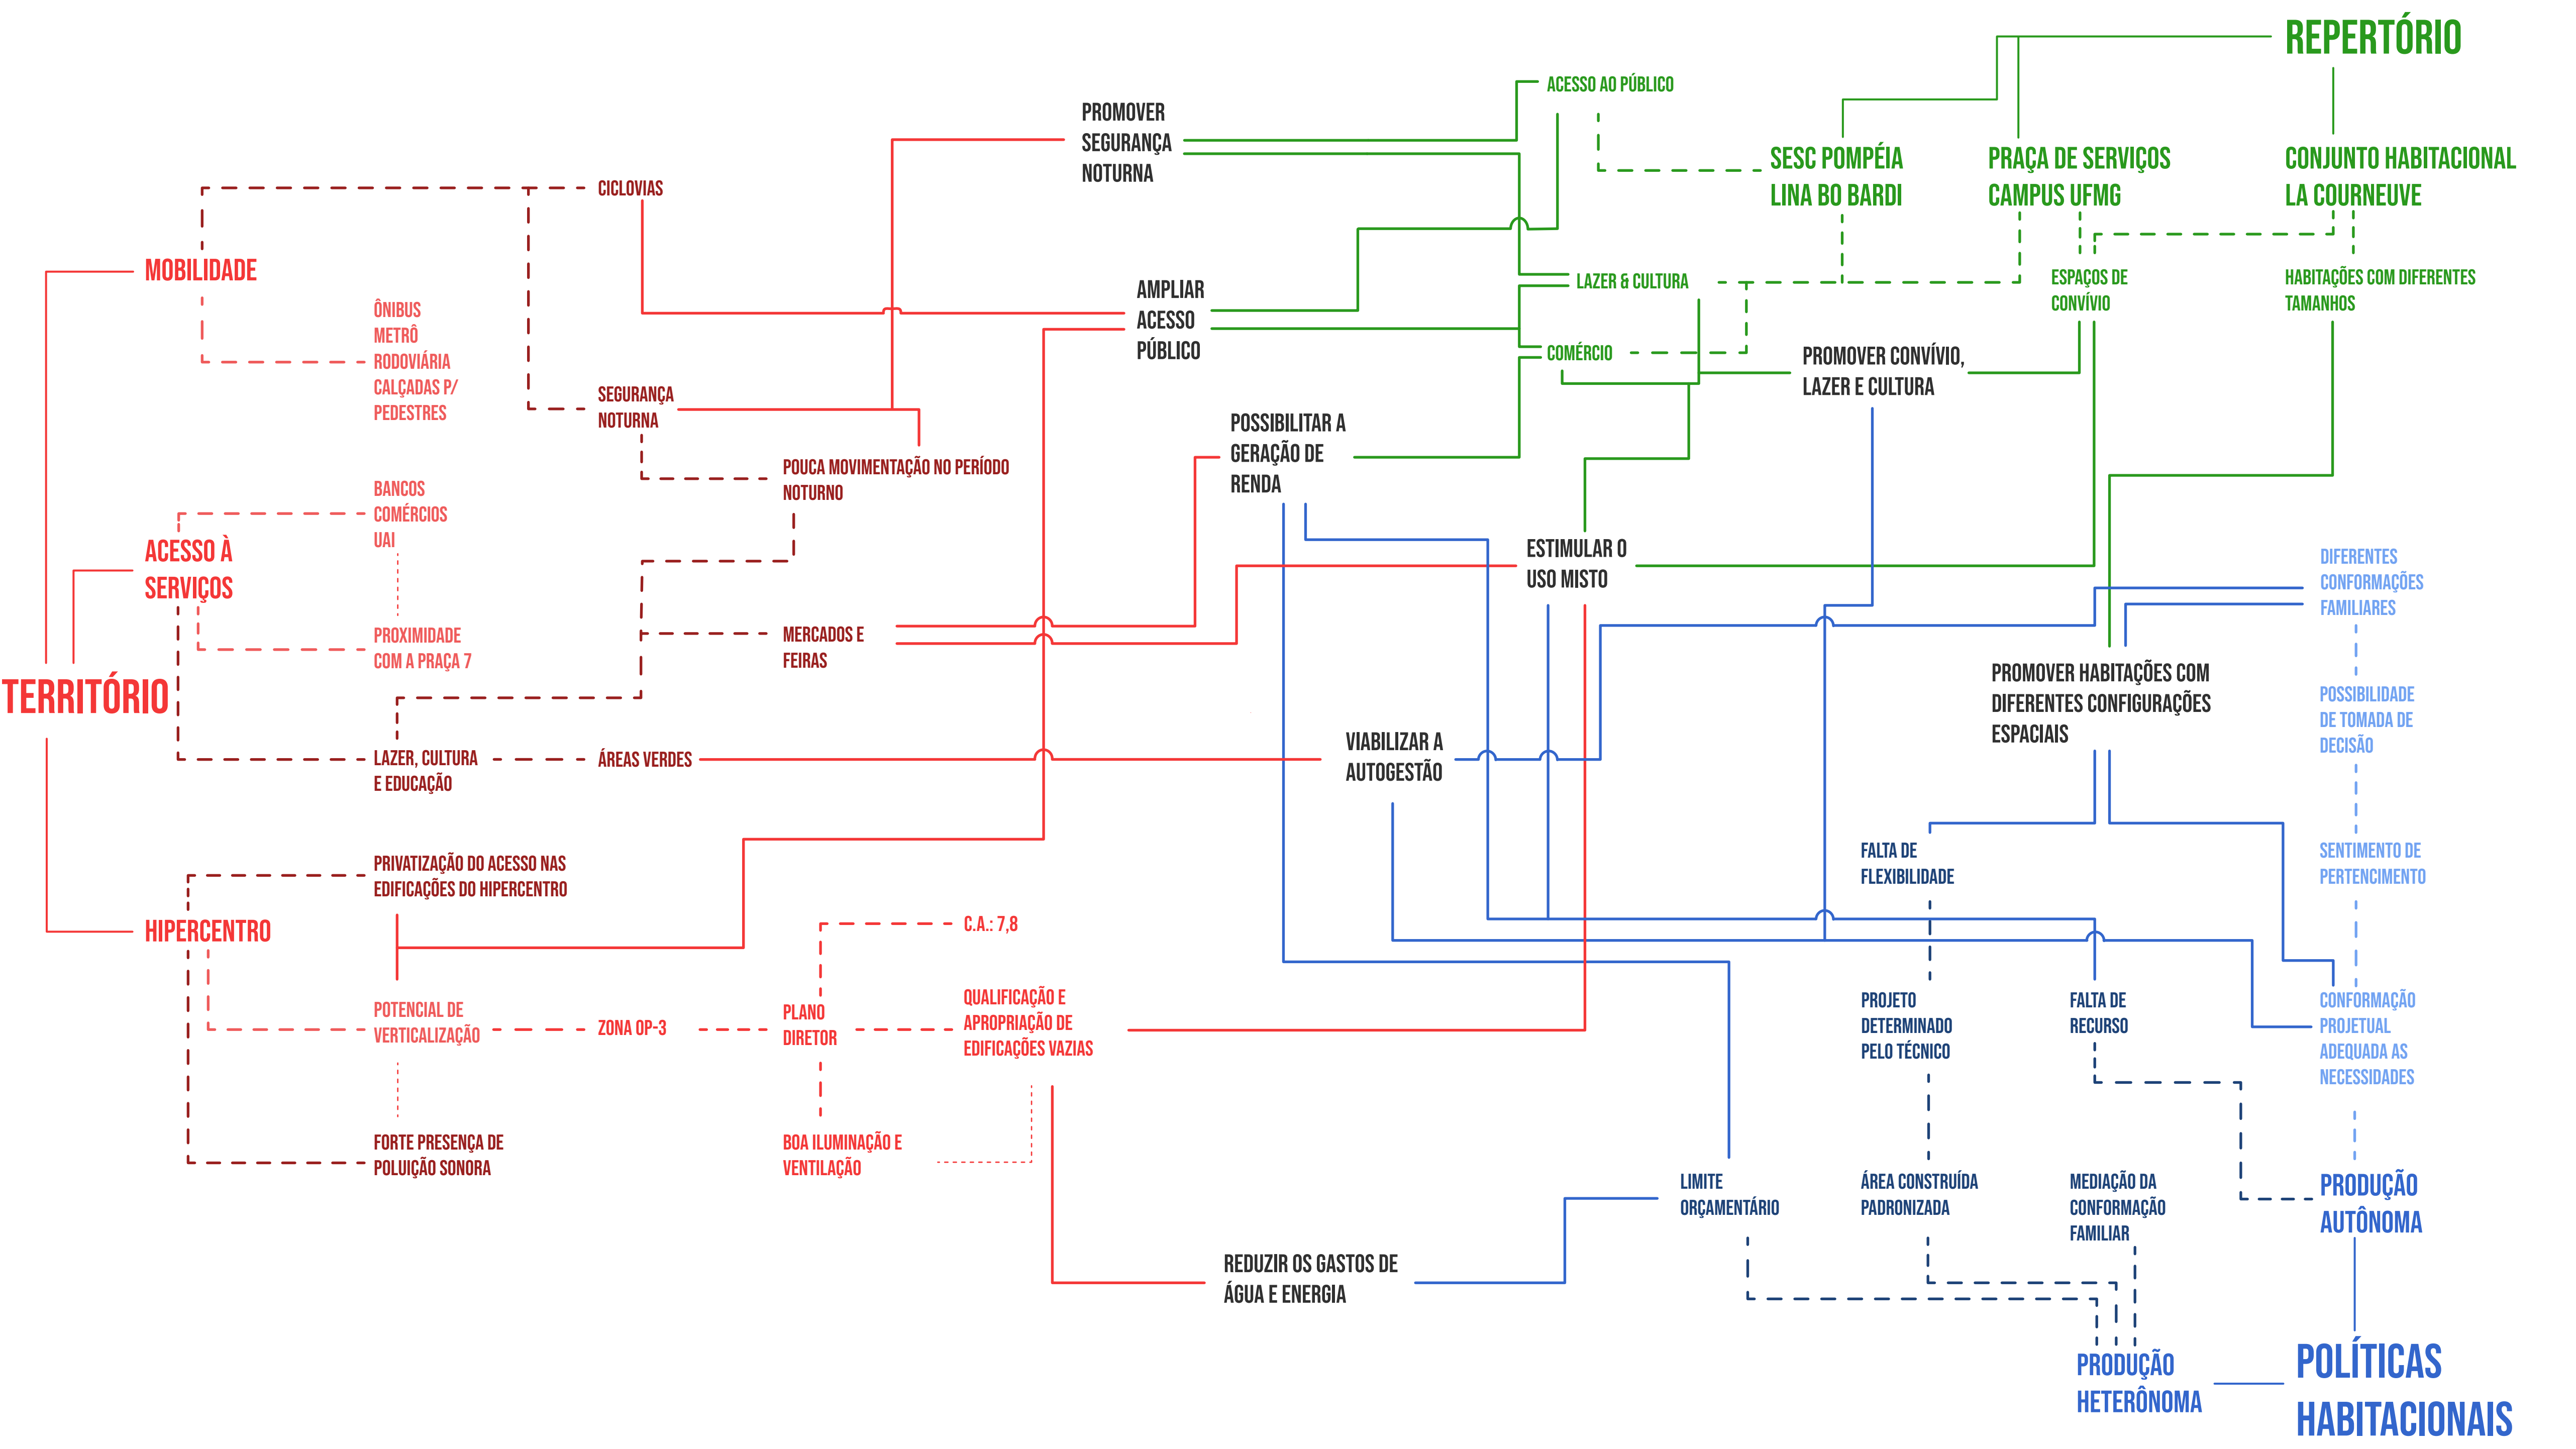 REPERTÓRIO
ACESSO AO PÚBLICO
PROMOVER
SEGURANÇA
NOTURNA
SESC POMPÉIA
LINA BO BARDI
PRAÇA DE SERVIÇOS
CAMPUS UFMG
CONJUNTO HABITACIONAL
LA COURNEUVE
CICLOVIAS
MOBILIDADE
AMPLIAR
ACESSO
PÚBLICO
LAZER & CULTURA
ESPAÇOS DE
CONVÍVIO
HABITAÇÕES COM DIFERENTES
TAMANHOS
ÔNIBUS
METRÔ
RODOVIÁRIA
CALÇADAS P/
PEDESTRES
COMÉRCIO
PROMOVER CONVÍVIO,
LAZER E CULTURA
SEGURANÇA
NOTURNA
POSSIBILITAR A
GERAÇÃO DE
RENDA
POUCA MOVIMENTAÇÃO NO PERÍODO
NOTURNO
BANCOS
COMÉRCIOS
UAI
ACESSO À
SERVIÇOS
ESTIMULAR O
USO MISTO
DIFERENTES
CONFORMAÇÕES
FAMILIARES
PROXIMIDADE
COM A PRAÇA 7
MERCADOS E
FEIRAS
TERRITÓRIO
PROMOVER HABITAÇÕES COM
DIFERENTES CONFIGURAÇÕES
ESPACIAIS
POSSIBILIDADE
DE TOMADA DE
DECISÃO
LAZER, CULTURA
E EDUCAÇÃO
ÁREAS VERDES
VIABILIZAR A
AUTOGESTÃO
PRIVATIZAÇÃO DO ACESSO NAS
EDIFICAÇÕES DO HIPERCENTRO
FALTA DE
FLEXIBILIDADE
SENTIMENTO DE
PERTENCIMENTO
HIPERCENTRO
C.A.: 7,8
POTENCIAL DE
VERTICALIZAÇÃO
ZONA OP-3
PLANO
DIRETOR
QUALIFICAÇÃO E
APROPRIAÇÃO DE
EDIFICAÇÕES VAZIAS
PROJETO
DETERMINADO
PELO TÉCNICO
FALTA DE
RECURSO
CONFORMAÇÃO
PROJETUAL
ADEQUADA AS
NECESSIDADES
FORTE PRESENÇA DE
POLUIÇÃO SONORA
BOA ILUMINAÇÃO E
VENTILAÇÃO
LIMITE
ORÇAMENTÁRIO
ÁREA CONSTRUÍDA
PADRONIZADA
MEDIAÇÃO DA
CONFORMAÇÃO
FAMILIAR
PRODUÇÃO
AUTÔNOMA
REDUZIR OS GASTOS DE
ÁGUA E ENERGIA
PRODUÇÃO
HETERÔNOMA
POLÍTICAS
HABITACIONAIS